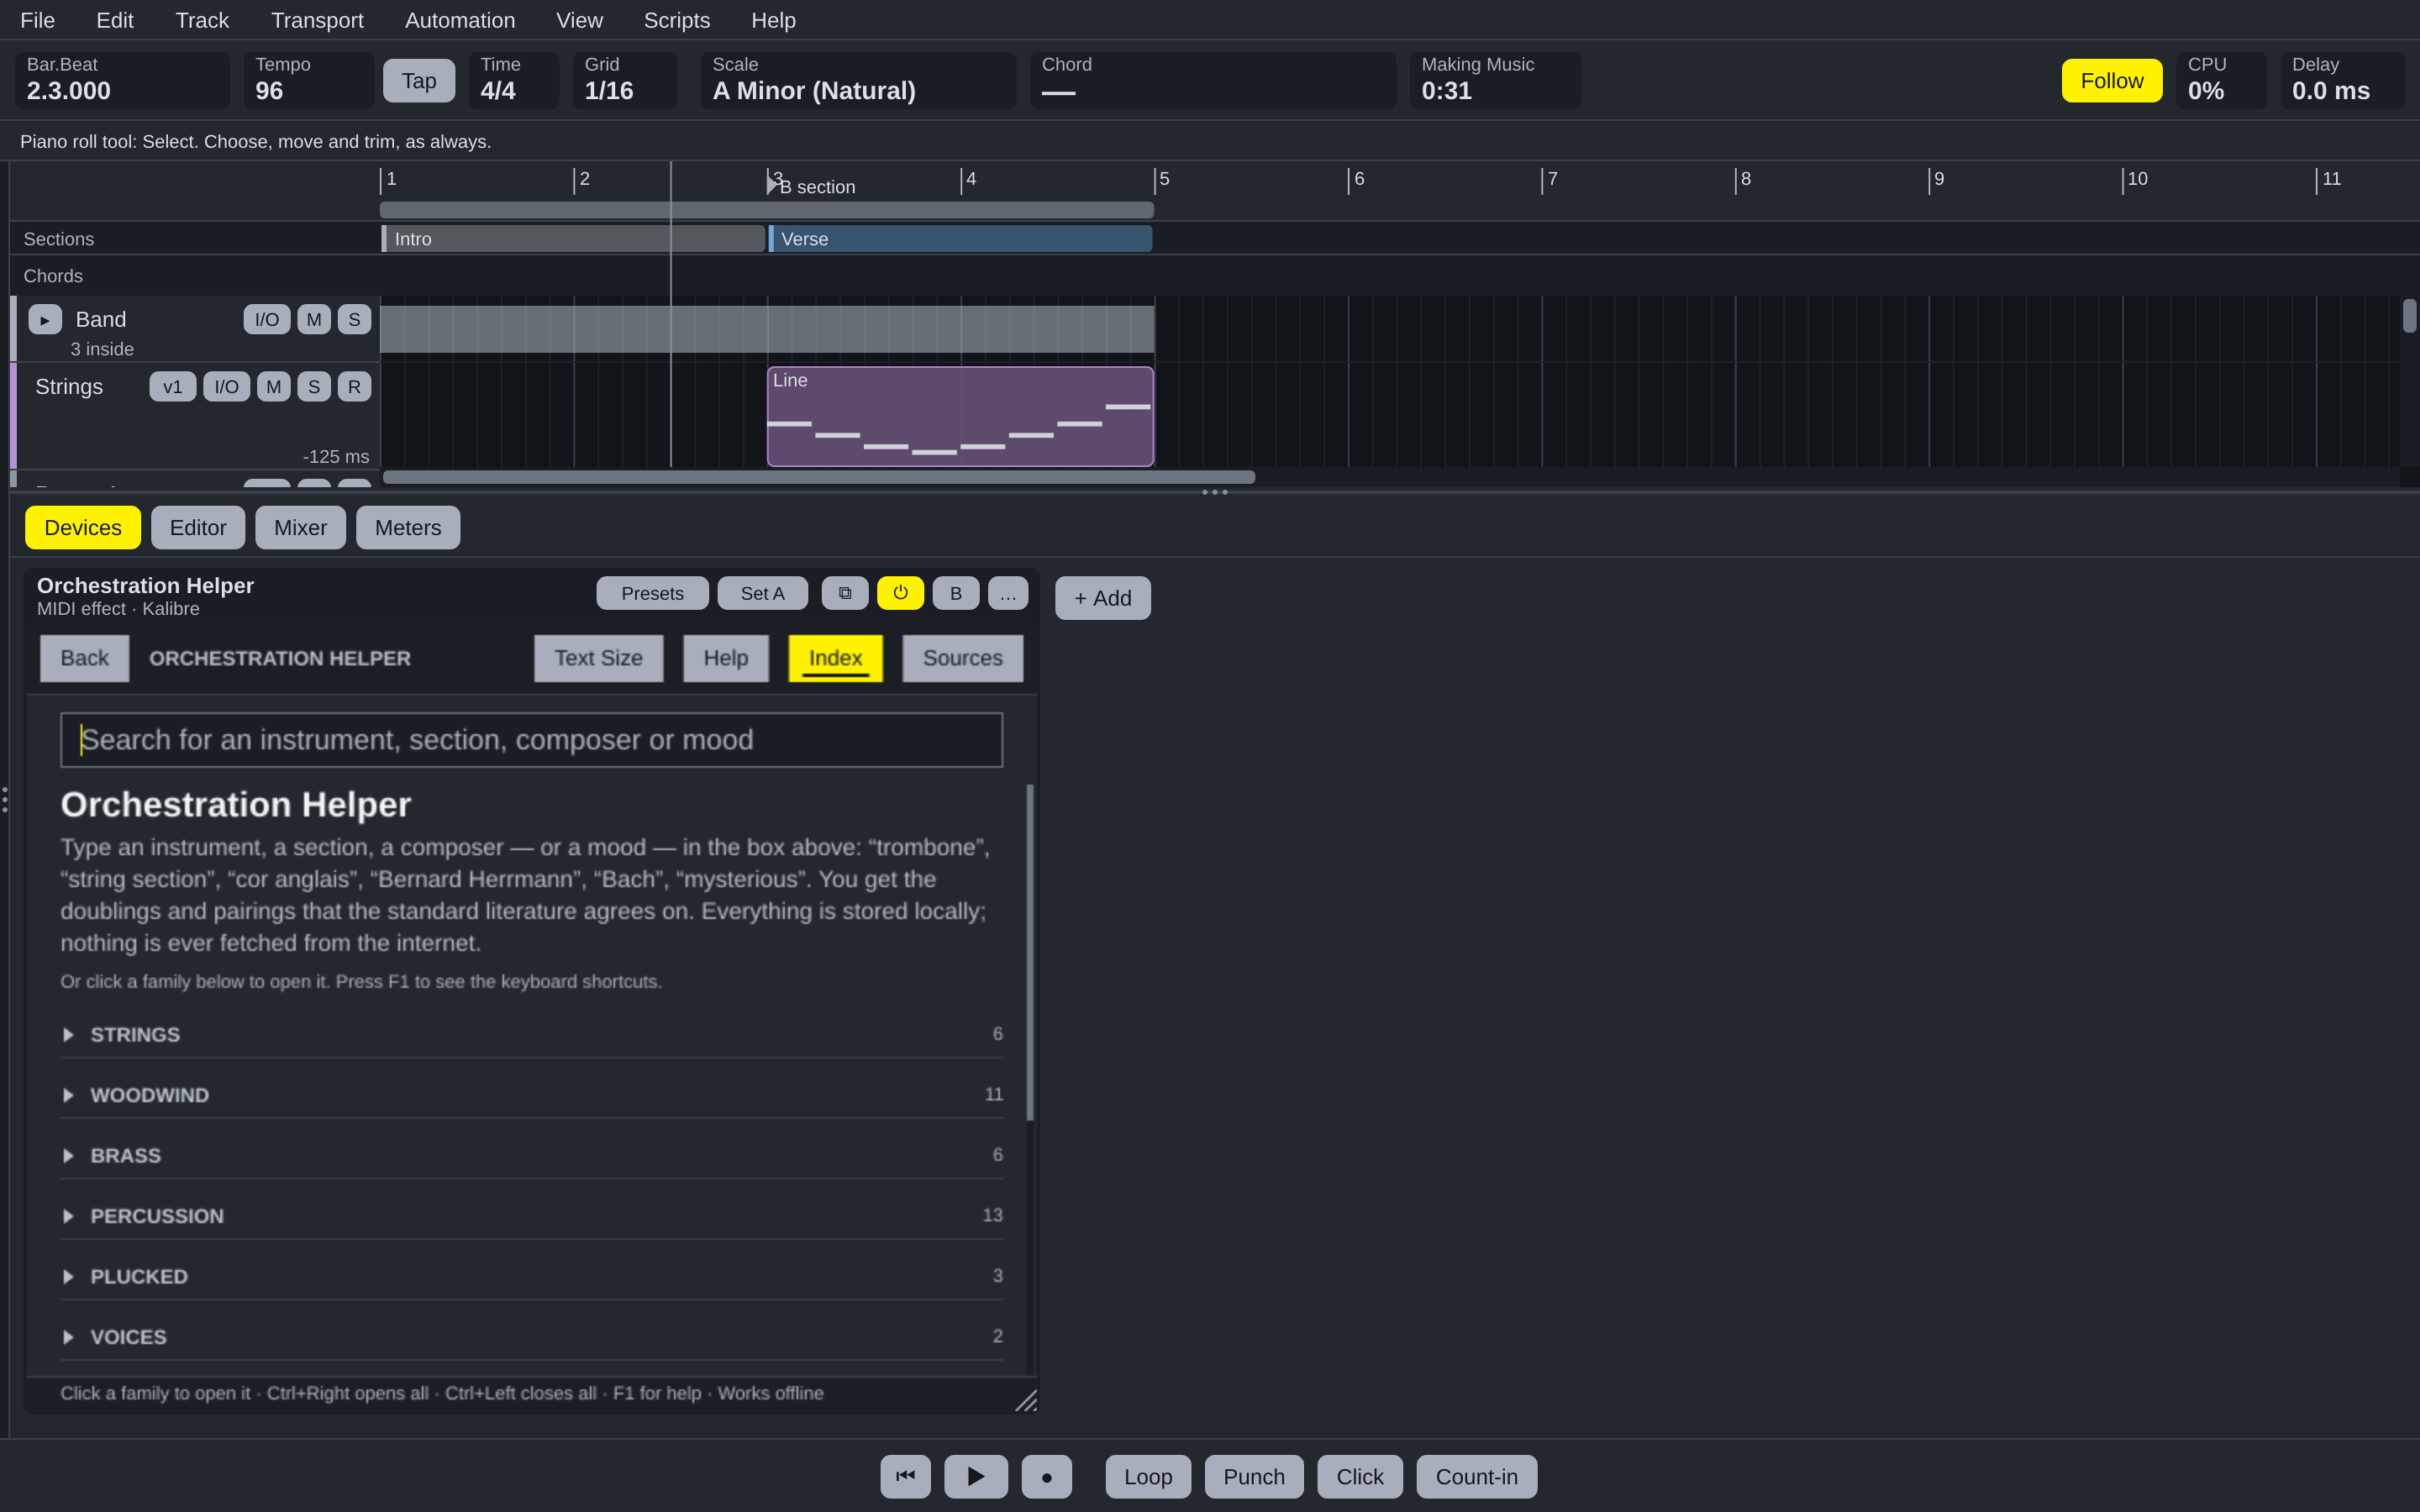 File Edit Track Transport Automation View Scripts Help
Bar.Beat Tempo Time Grid Scale Chord Making Music CPU Delay
2.3.000 96 Tap 4/4 1/16 A Minor (Natural) — 0:31 Follow 0% 0.0 ms
Piano roll tool: Select. Choose, move and trim, as always.
1 2 3 B section 4 5 6 7 8 9 10 11
Sections Intro Verse
Chords
Band I/O M S
3 inside
Strings v1 I/O M S R
Line
-125 ms
Devices Editor Mixer Meters
Orchestration Helper Presets Set A B ...
MIDI effect · Kalibre
+ Add
Back ORCHESTRATION HELPER Text Size Help Index Sources
Search for an instrument, section, composer or mood
Orchestration Helper
Type an instrument, a section, a composer — or a mood — in the box above: “trombone”,
“string section”, “cor anglais”, “Bernard Herrmann”, “Bach”, “mysterious”. You get the
doublings and pairings that the standard literature agrees on. Everything is stored locally;
nothing is ever fetched from the internet.
Or click a family below to open it. Press F1 to see the keyboard shortcuts.
STRINGS 6
WOODWIND 11
BRASS 6
PERCUSSION 13
PLUCKED 3
VOICES 2
Click a family to open it · Ctrl+Right opens all · Ctrl+Left closes all · F1 for help · Works offline
Loop Punch Click Count-in